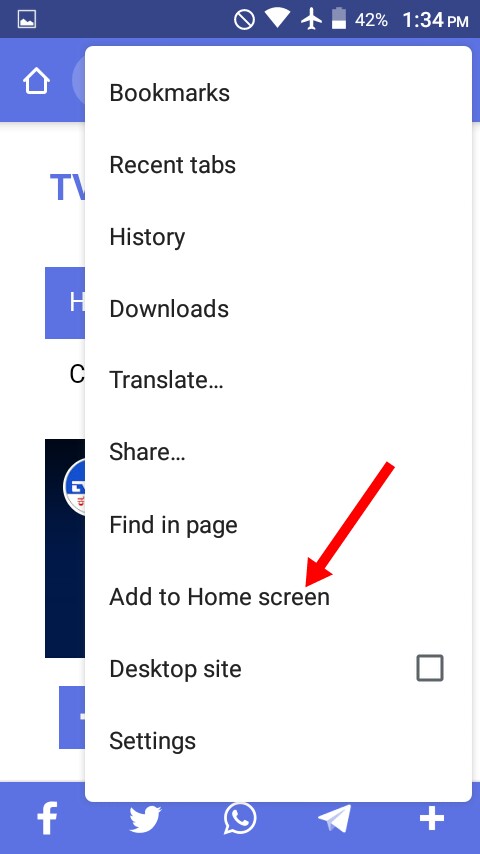 42% 1:34 PM
Bookmarks
Recent tabs
TV
History
H
Downloads
Translate...
C
Share...
Find in page
Add to Home screen
Desktop site
Settings